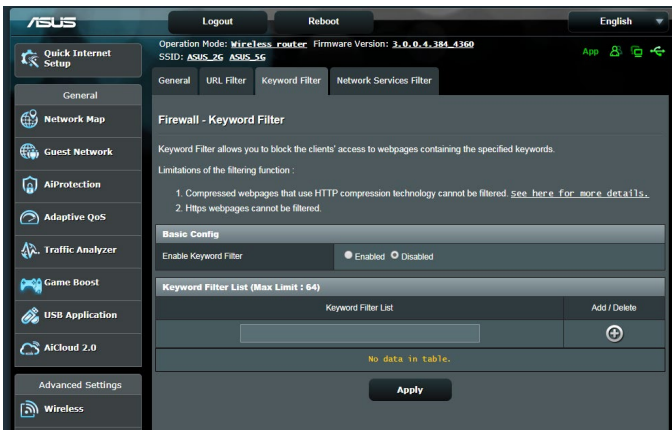 ASUS
Logout
Reboot
English
Operation Mode: Wireless router Firmware Version: 3.0.0.4.384_4360
SSID: ASUS_2G ASUS_5G
App
Quick Internet
Setup
General
Network Map
Guest Network
AiProtection
Adaptive QoS
Traffic Analyzer
Game Boost
USB Application
AiCloud 2.0
Advanced Settings
Wireless
General
URL Filter
Keyword Filter
Network Services Filter
Firewall - Keyword Filter
Keyword Filter allows you to block the clients' access to webpages containing the specified keywords.
Limitations of the filtering function :
1. Compressed webpages that use HTTP compression technology cannot be filtered. See here for more details.
2. Https webpages cannot be filtered.
Basic Config
Enable Keyword Filter
Enabled Disabled
Keyword Filter List (Max Limit : 64)
Keyword Filter List
Add / Delete
No data in table.
Apply